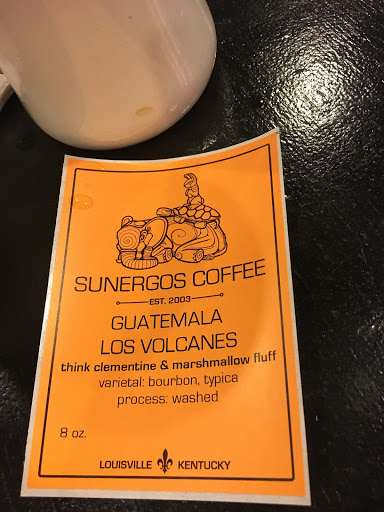 SUNERGOS COFFEE
EST. 2003
GUATEMALA
LOS VOLCANES
think clementine & marshmallow fluff
varietal: bourbon, typica
process: washed
8 oz.
LOUISVILLE KENTUCKY